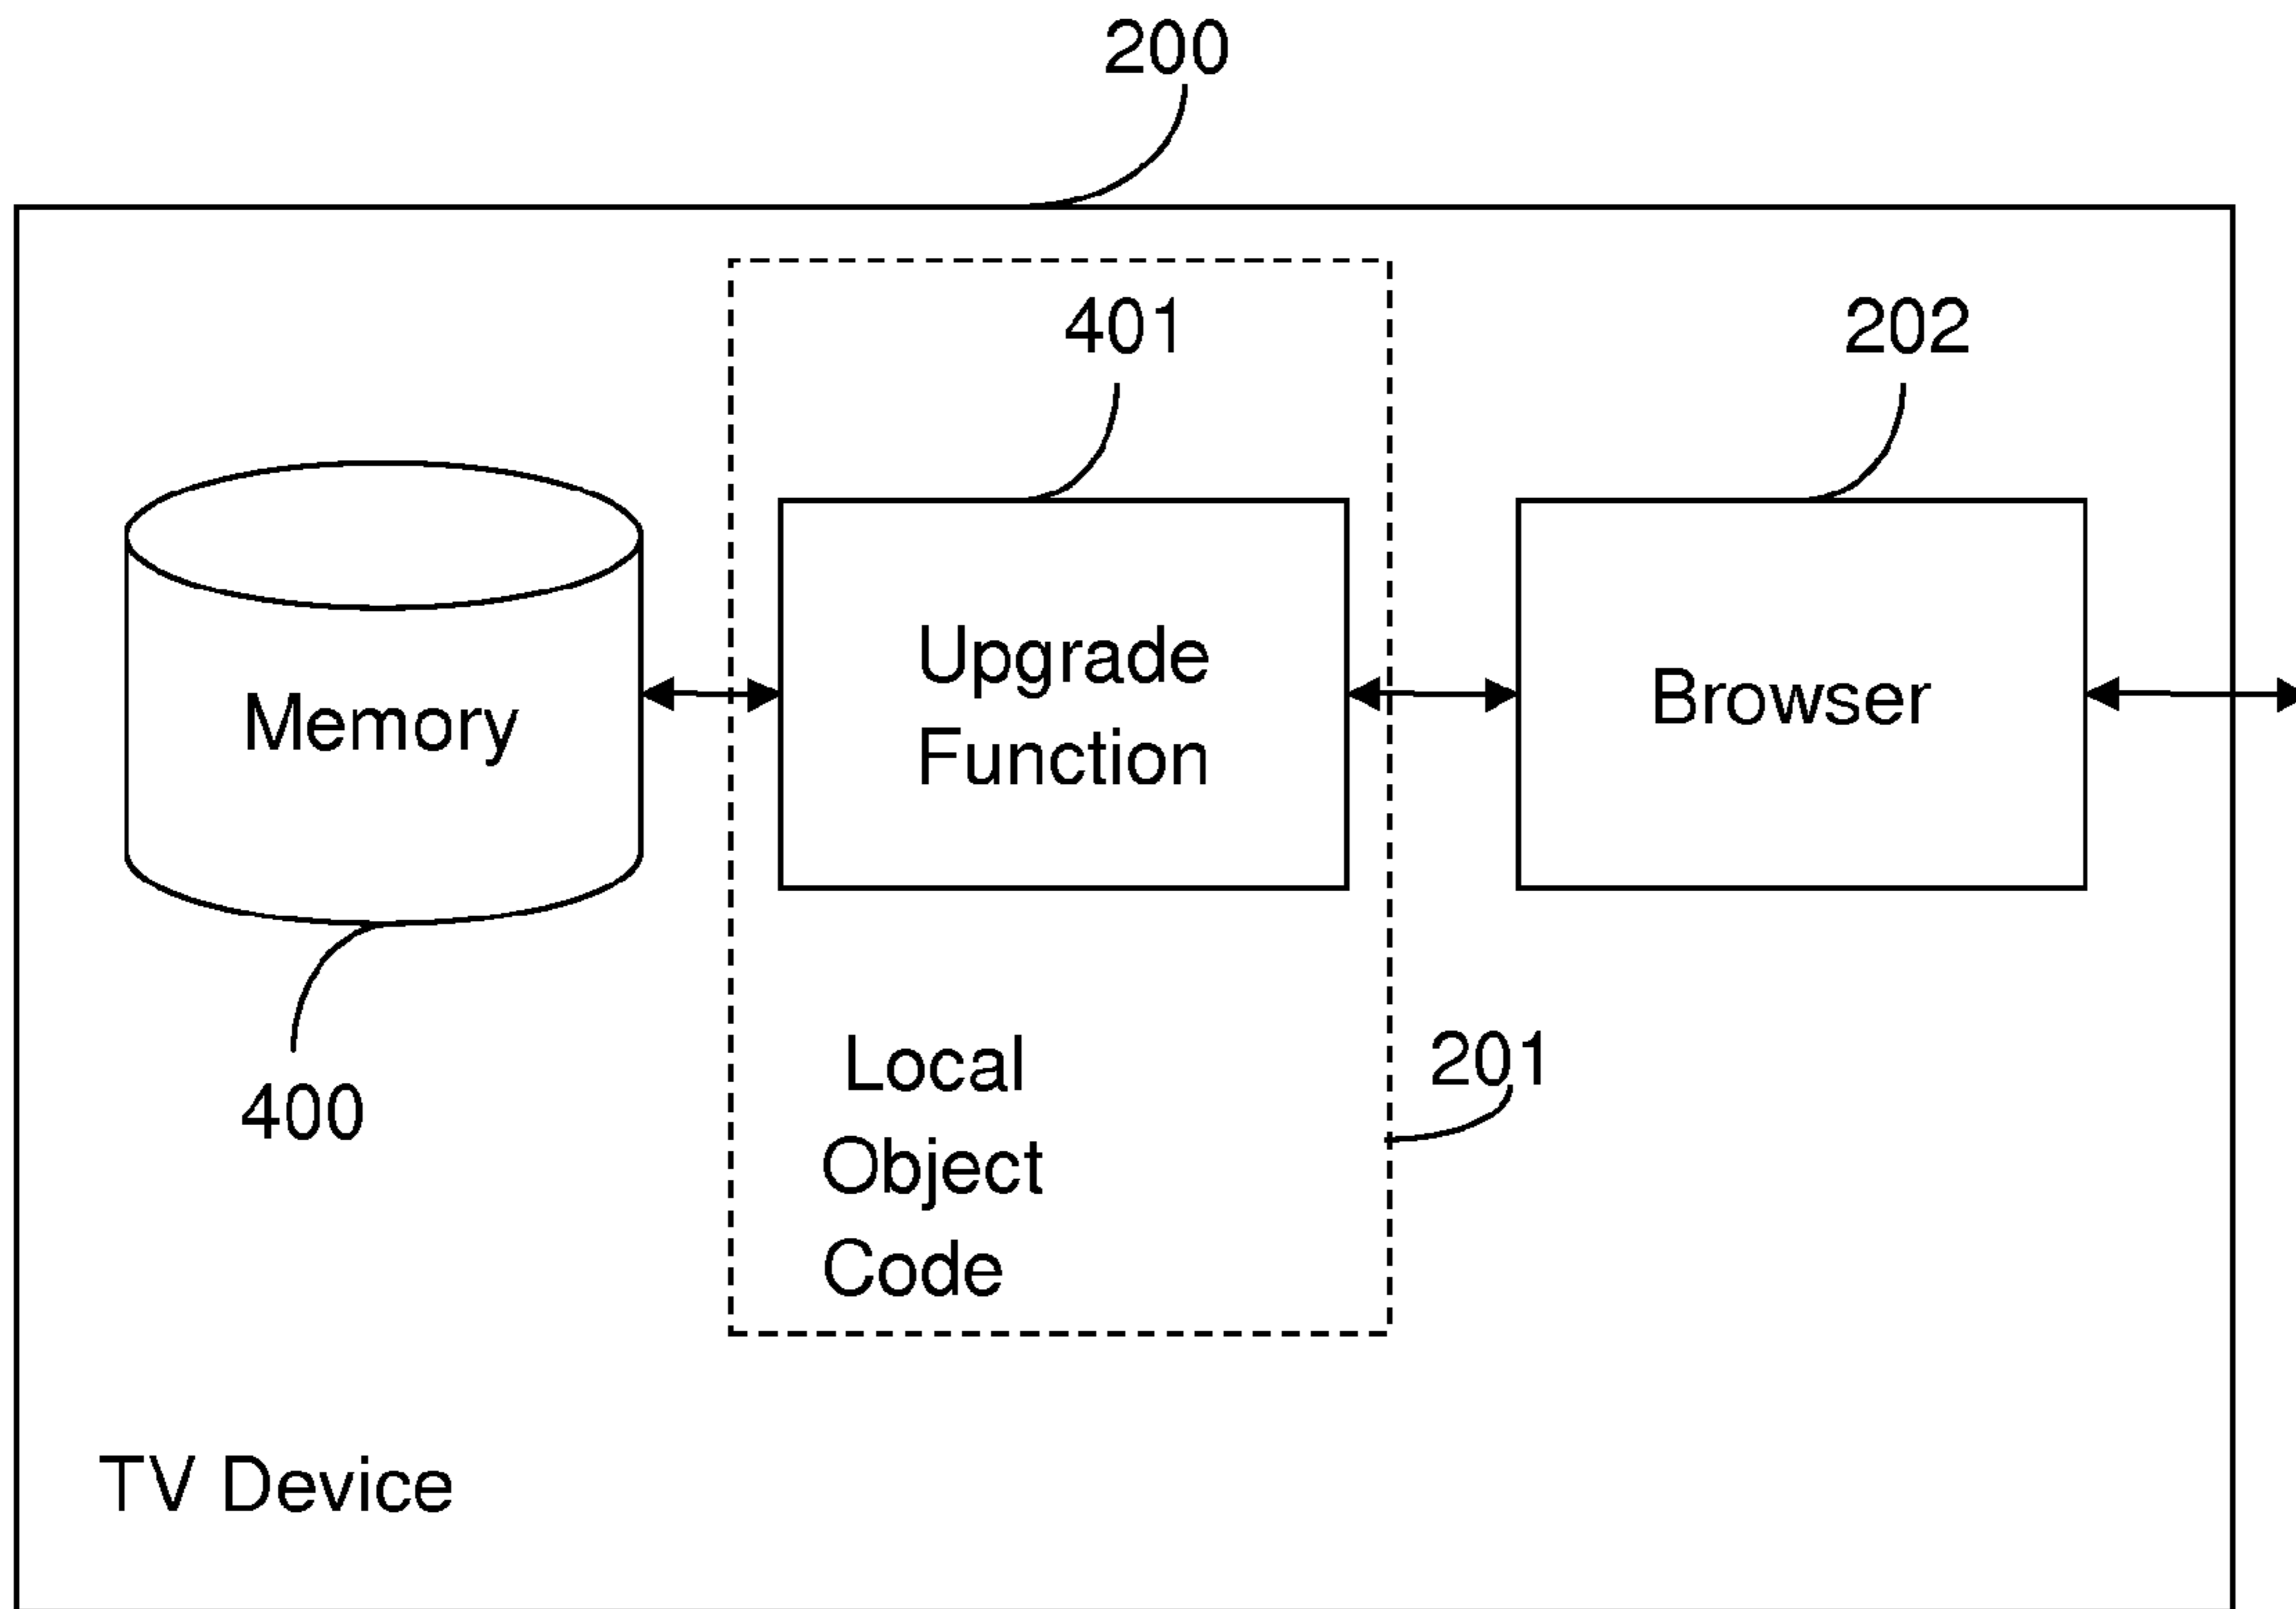 200
401
202
Upgrade
Function
Memory
Browser
Local
Object
Code
201
400
TV Device